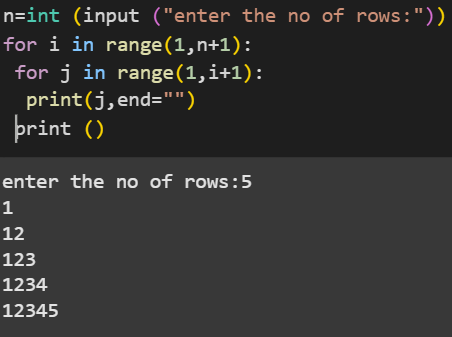 n=int (input ("enter the no of rows:"))
for i in range(1,n+1):
 for j in range(1,i+1):
  print(j,end="")
 print ()
enter the no of rows:5
1
12
123
1234
12345